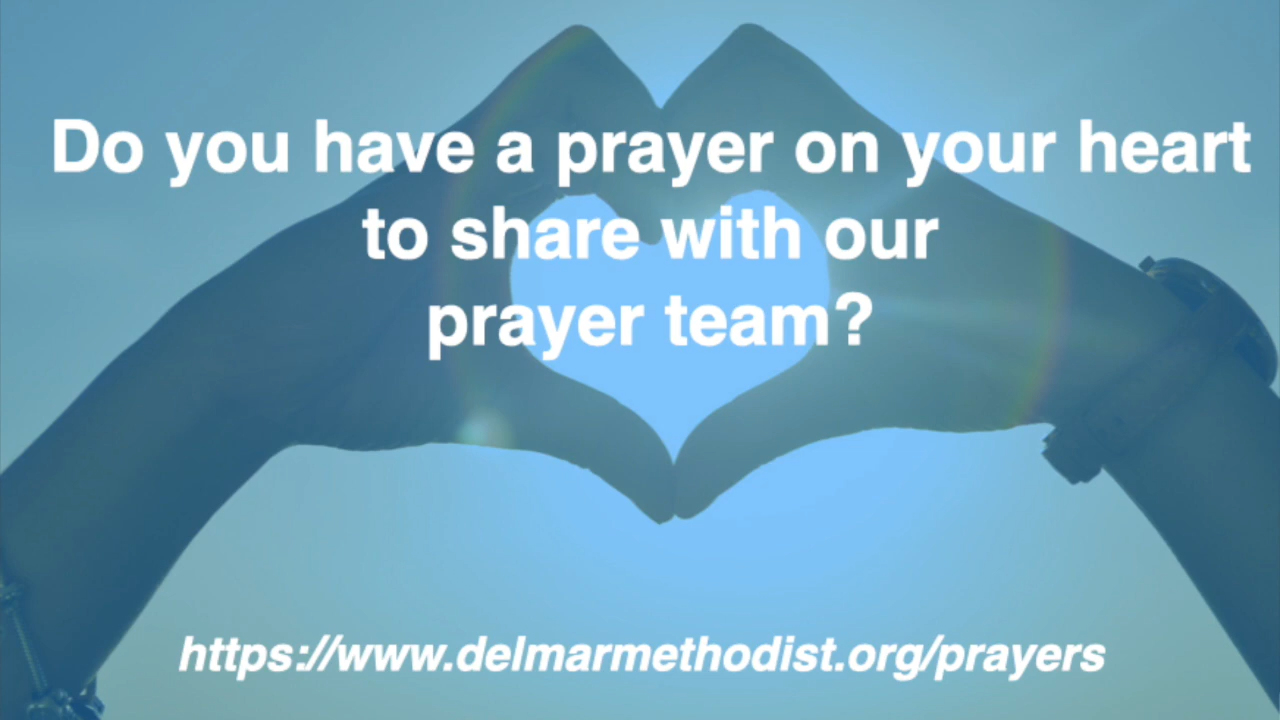 Do you have a prayer on your heart
to share with our
prayer team?
https://www.delmarmethodist.org/prayers